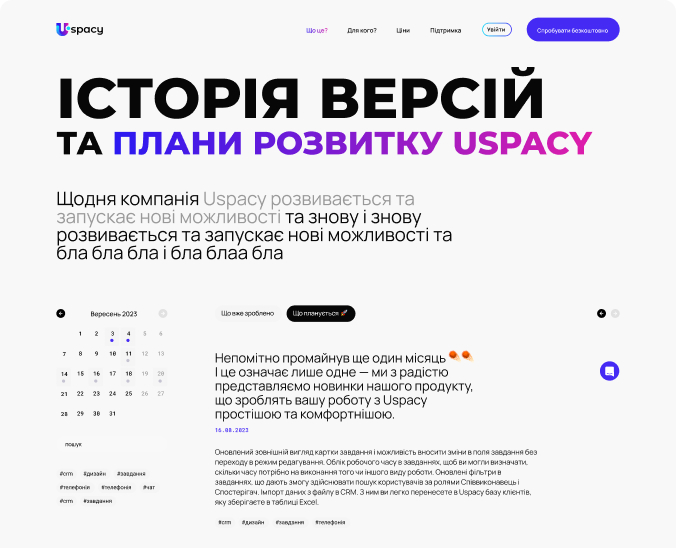 Uspacy
Що це?
Для кого?
Ціни
Підтримка
Увійти
Спробувати безкоштовно
ІСТОРІЯ ВЕРСІЙ
ТА ПЛАНИ РОЗВИТКУ USPACY
Щодня компанія Uspacy розвивається та
запускає нові можливості та знову і знову
розвивається та запускає нові можливості та
бла бла бла і бла блаа бла
Вересень 2023
1 2 3 4 5 6
7 8 9 10 11 12 13
14 15 16 17 18 19 20
21 22 23 24 25 26 27
28 29 30 31
пошук
#crm #дизайн #завдання
#телефонія #телефонія #чат
#crm #завдання
Що вже зроблено
Що планується
Непомітно промайнув ще один місяць
І це означає лише одне — ми з радістю
представляємо новинки нашого продукту,
що зроблять вашу роботу з Uspacy
простішою та комфортнішою.
16.08.2023
Оновлений зовнішній вигляд картки завдання і можливість вносити зміни в поля завдання без
переходу в режим редагування. Облік робочого часу в завданнях, щоб ви могли визначати,
скільки часу потрібно на виконання того чи іншого виду роботи. Оновлені фільтри в
завданнях, що дають змогу здійснювати пошук користувачів за ролями Співвиконавець і
Спостерігач. Імпорт даних з файлу в CRM. З ним ви легко перенесете в Uspacy базу клієнтів,
яку зберігаєте в таблиці Excel.
#crm #дизайн #завдання #телефонія